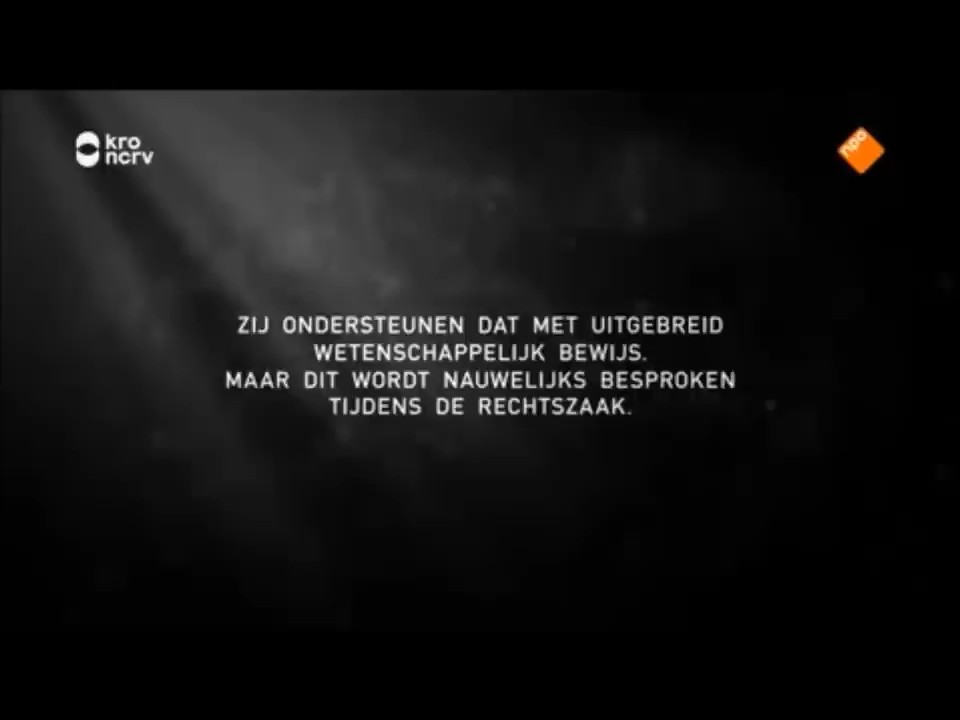 kro
ncrv
npo
ZIJ ONDERSTEUNEN DAT MET UITGEBREID
WETENSCHAPPELIJK BEWIJS.
MAAR DIT WORDT NAUWELIJKS BESPROKEN
TIJDENS DE RECHTSZAAK.